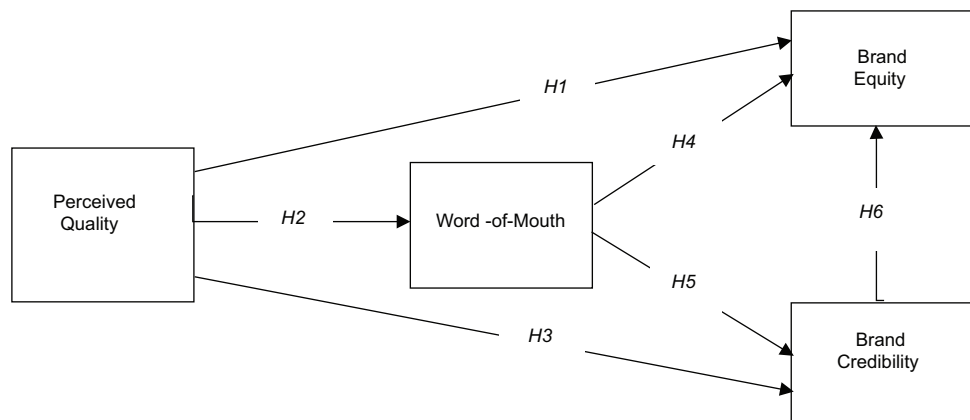 Brand
Equity
H1
H4
Perceived
Quality
H2
Word -of-Mouth
H6
H5
H3
Brand
Credibility